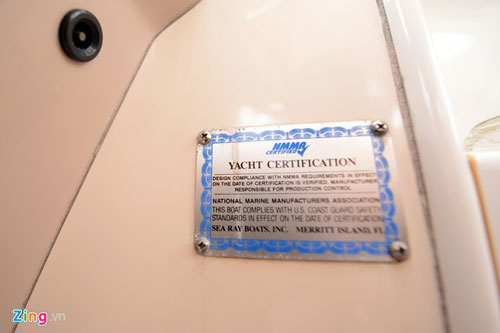 NMMA
CERTIFIED
YACHT CERTIFICATION
DESIGN COMPLIANCE WITH NMMA REQUIREMENTS IN EFFECT
ON THE DATE OF CERTIFICATION IS VERIFIED. MANUFACTURER
RESPONSIBLE FOR PRODUCTION CONTROL
NATIONAL MARINE MANUFACTURERS ASSOCIATION
THIS BOAT COMPLIES WITH U.S. COAST GUARD SAFETY
STANDARDS IN EFFECT ON THE DATE OF CERTIFICATION
SEA RAY BOATS, INC. MERRITT ISLAND, FL
Zing.vn